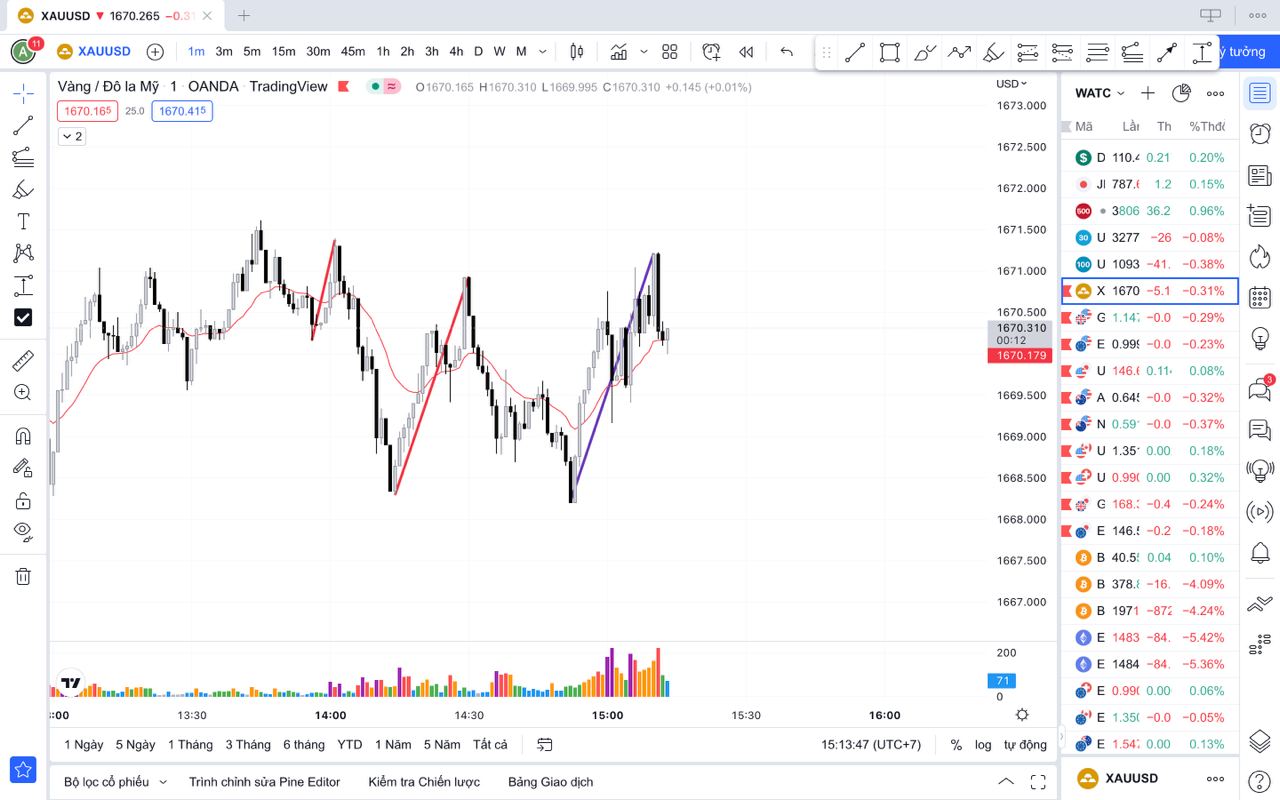 XAUUSD ▼ 1670.265 −0.31
A 11 XAUUSD 1m 3m 5m 15m 30m 45m 1h 2h 3h 4h D W M ý tưởng
Vàng / Đô la Mỹ · 1 · OANDA · TradingView O1670.165 H1670.310 L1669.995 C1670.310 +0.145 (+0.01%)
1670.165 25.0 1670.415
2
USD
1673.000
1672.500
1672.000
1671.500
1671.000
1670.500
1670.310
00:12
1670.179
1669.500
1669.000
1668.500
1668.000
1667.500
1667.000
200
71
0
:00 13:30 14:00 14:30 15:00 15:30 16:00
1 Ngày 5 Ngày 1 Tháng 3 Tháng 6 tháng YTD 1 Năm 5 Năm Tất cả 15:13:47 (UTC+7) % log tự động
Bộ lọc cổ phiếu Trình chỉnh sửa Pine Editor Kiểm tra Chiến lược Bảng Giao dịch
WATC
Mã Lần Th %Thđ
D 110.4 0.21 0.20%
JI 787.6 1.2 0.15%
500 3806 36.2 0.96%
30 U 3277 −26 −0.08%
100 U 1093 −41. −0.38%
X 1670 −5.1 −0.31%
G 1.147 −0.0 −0.29%
E 0.999 −0.0 −0.23%
U 146.6 0.114 0.08%
A 0.645 −0.0 −0.32%
N 0.591 −0.0 −0.37%
U 1.351 0.00 0.18%
U 0.990 0.00 0.32%
G 168.2 −0.4 −0.24%
E 146.5 −0.2 −0.18%
B 40.55 0.04 0.10%
B 378.8 −16. −4.09%
B 1971 −872 −4.24%
E 1483 −84. −5.42%
E 1484 −84. −5.36%
E 0.990 0.00 0.06%
E 1.350 −0.0 −0.05%
E 1.547 0.00 0.13%
XAUUSD
3